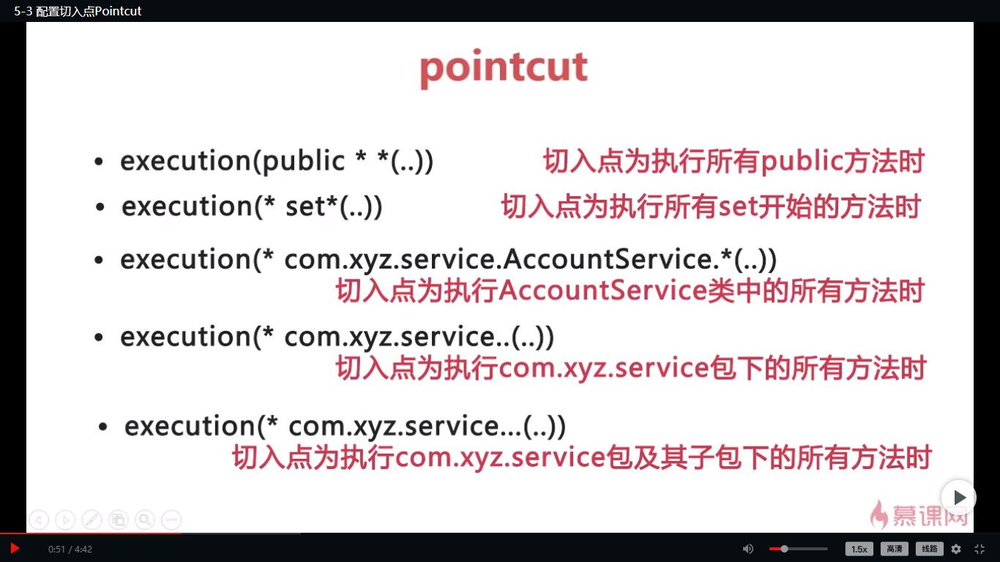 5-3 配置切入点Pointcut
pointcut
• execution(public * *(..)) 切入点为执行所有public方法时
• execution(* set*(..)) 切入点为执行所有set开始的方法时
• execution(* com.xyz.service.AccountService.*(..))
切入点为执行AccountService类中的所有方法时
• execution(* com.xyz.service..(..))
切入点为执行com.xyz.service包下的所有方法时
• execution(* com.xyz.service...(..))
切入点为执行com.xyz.service包及其子包下的所有方法时
慕课网
0:51 / 4:42 1.5x 高清 线路